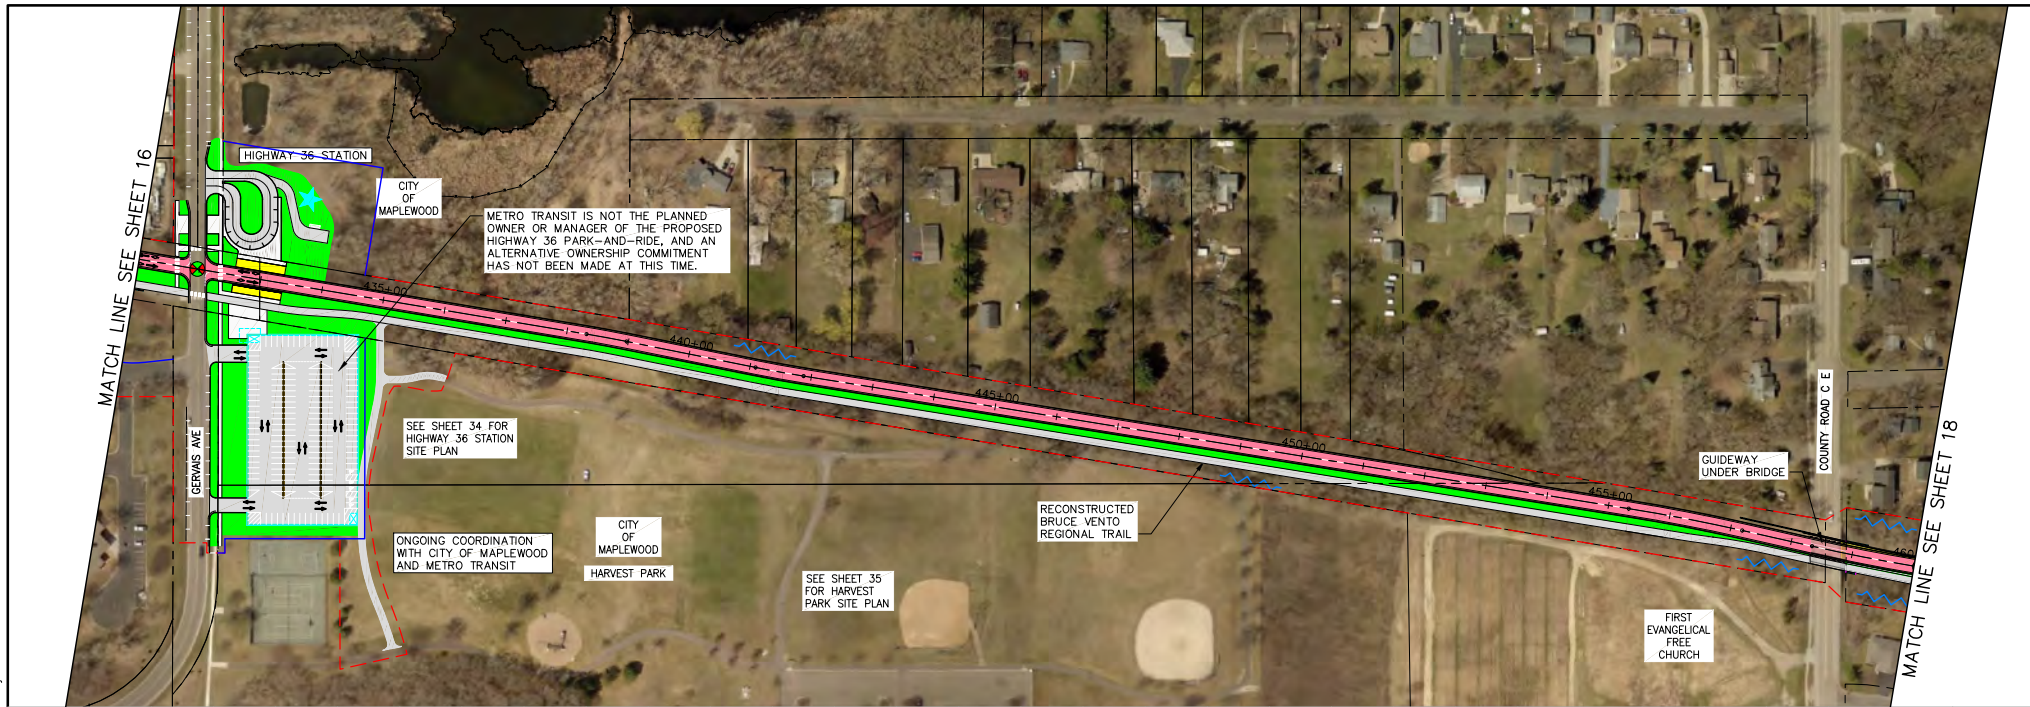 MATCH LINE SEE SHEET 16
HIGHWAY 36 STATION
CITY
OF
MAPLEWOOD
METRO TRANSIT IS NOT THE PLANNED
OWNER OR MANAGER OF THE PROPOSED
HIGHWAY 36 PARK-AND-RIDE, AND AN
ALTERNATIVE OWNERSHIP COMMITMENT
HAS NOT BEEN MADE AT THIS TIME.
435+00
440+00
445+00
450+00
455+00
GERVAIS AVE
SEE SHEET 34 FOR
HIGHWAY 36 STATION
SITE PLAN
ONGOING COORDINATION
WITH CITY OF MAPLEWOOD
AND METRO TRANSIT
CITY
OF
MAPLEWOOD
HARVEST PARK
SEE SHEET 35
FOR HARVEST
PARK SITE PLAN
RECONSTRUCTED
BRUCE VENTO
REGIONAL TRAIL
GUIDEWAY
UNDER BRIDGE
COUNTY ROAD C E
FIRST
EVANGELICAL
FREE
CHURCH
MATCH LINE SEE SHEET 18